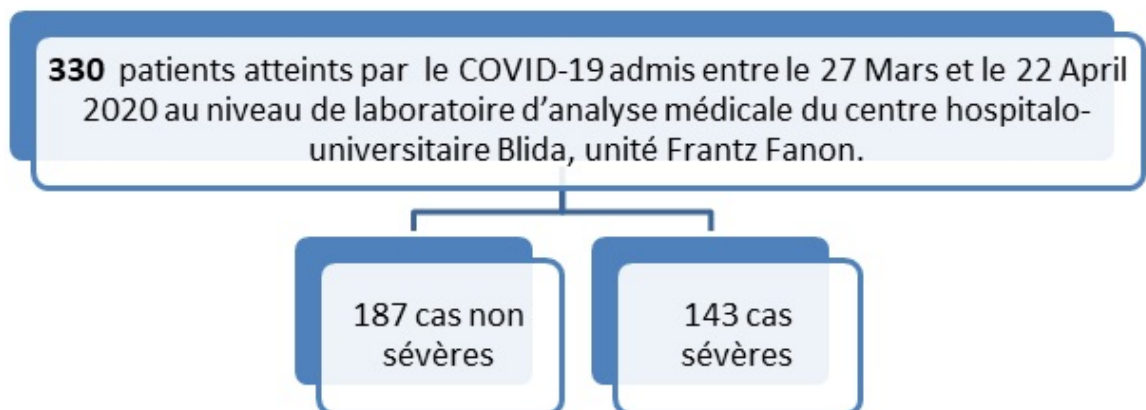 330 patients atteints par le COVID-19 admis entre le 27 Mars et le 22 April
2020 au niveau de laboratoire d’analyse médicale du centre hospitalo-
universitaire Blida, unité Frantz Fanon.
187 cas non
sévères
143 cas
sévères